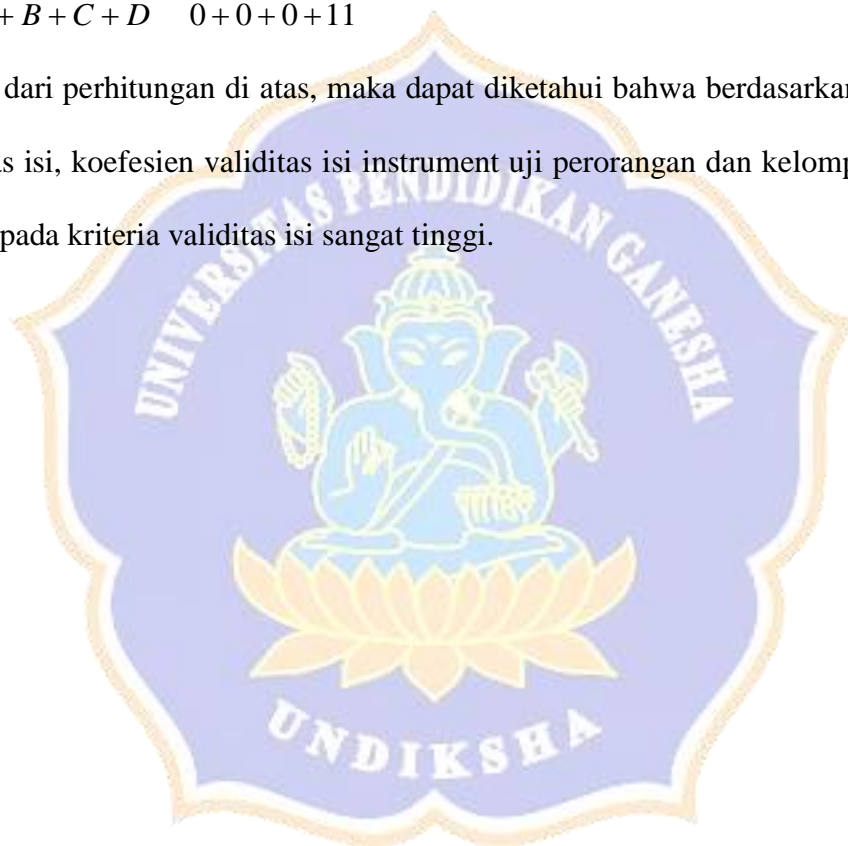 + B + C + D 0 + 0 + 0 + 11
dari perhitungan di atas, maka dapat diketahui bahwa berdasarkan
as isi, koefesien validitas isi instrument uji perorangan dan kelomp
pada kriteria validitas isi sangat tinggi.
UNIVERSITAS PENDIDIKAN GANESHA
UNDIKSHA